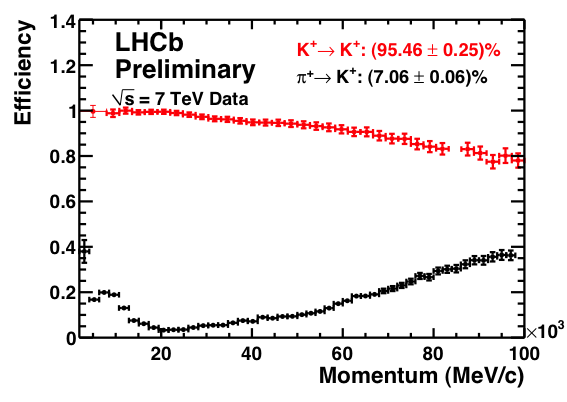 LHCb
Preliminary
√s = 7 TeV Data
K⁺→ K⁺: (95.46 ± 0.25)%
π⁺→ K⁺: (7.06 ± 0.06)%
Efficiency
1.4
1.2
1
0.8
0.6
0.4
0.2
0
20 40 60 80 100
×10³
Momentum (MeV/c)